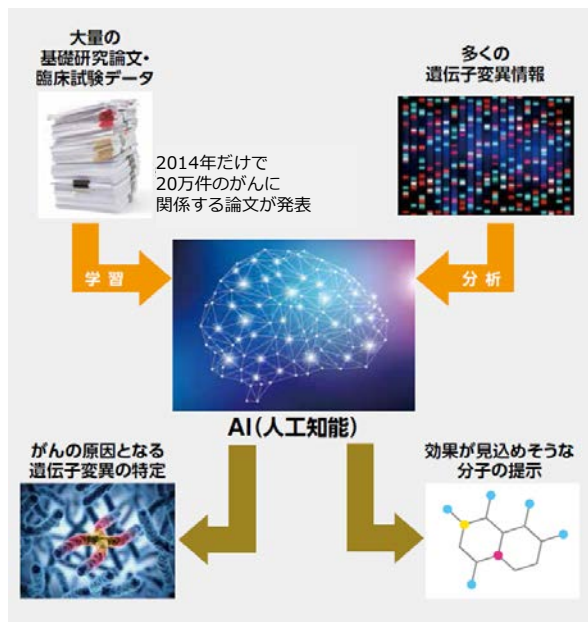 大量の
基礎研究論文・
臨床試験データ
多くの
遺伝子変異情報
2014年だけで
20万件のがんに
関係する論文が発表
学習
分析
AI(人工知能)
がんの原因となる
遺伝子変異の特定
効果が見込めそうな
分子の提示